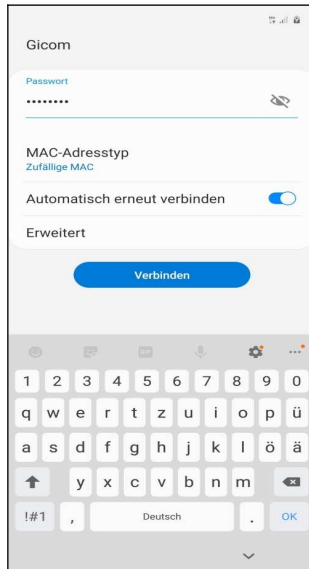 Gicom
Passwort
••••••••
MAC-Adresstyp
Zufällige MAC
Automatisch erneut verbinden
Erweitert
Verbinden
GIF
1 2 3 4 5 6 7 8 9 0
q w e r t z u i o p ü
a s d f g h j k l ö ä
y x c v b n m
!#1 , Deutsch . OK